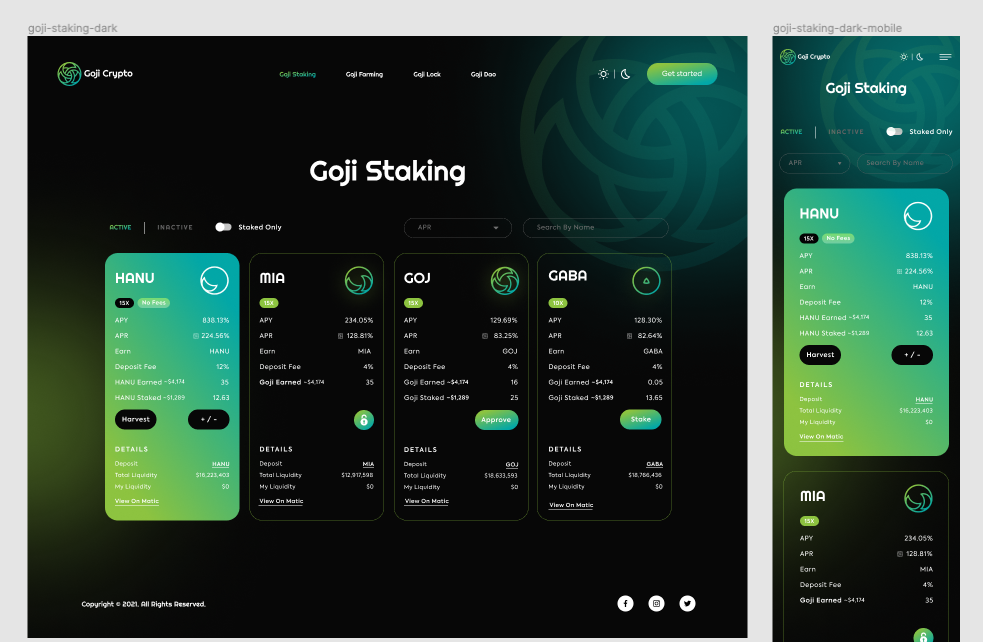 goji-staking-dark
Goji Crypto
Goji Staking
Goji Farming
Goji Lock
Goji Dao
Get started
Goji Staking
ACTIVE
INACTIVE
Staked Only
APR
Search By Name
HANU
15X No Fees
APY 838.13%
APR 224.56%
Earn HANU
Deposit Fee 12%
HANU Earned ~$4,174 35
HANU Staked ~$1,289 12.63
Harvest + / -
DETAILS
Deposit HANU
Total Liquidity $16,223,403
My Liquidity $0
View On Matic
MIA
15X
APY 234.05%
APR 128.81%
Earn MIA
Deposit Fee 4%
Goji Earned ~$4,174 35
DETAILS
Deposit MIA
Total Liquidity $12,917,598
My Liquidity $0
View On Matic
GOJ
15X
APY 129.69%
APR 83.25%
Earn GOJ
Deposit Fee 4%
Goji Earned ~$4,174 16
Goji Staked ~$1,289 25
Approve
DETAILS
Deposit GOJ
Total Liquidity $18,633,593
My Liquidity $0
View On Matic
GABA
10X
APY 128.30%
APR 82.64%
Earn GABA
Deposit Fee 4%
Goji Earned ~$4,174 0.05
Goji Staked ~$1,289 13.65
Stake
DETAILS
Deposit GABA
Total Liquidity $18,766,436
My Liquidity $0
View On Matic
Copyright © 2021. All Rights Reserved.
goji-staking-dark-mobile
Goji Crypto
Goji Staking
ACTIVE
INACTIVE
Staked Only
APR
Search By Name
HANU
15X No Fees
APY 838.13%
APR 224.56%
Earn HANU
Deposit Fee 12%
HANU Earned ~$4,174 35
HANU Staked ~$1,289 12.63
Harvest + / -
DETAILS
Deposit HANU
Total Liquidity $16,223,403
My Liquidity $0
View On Matic
MIA
15X
APY 234.05%
APR 128.81%
Earn MIA
Deposit Fee 4%
Goji Earned ~$4,174 35